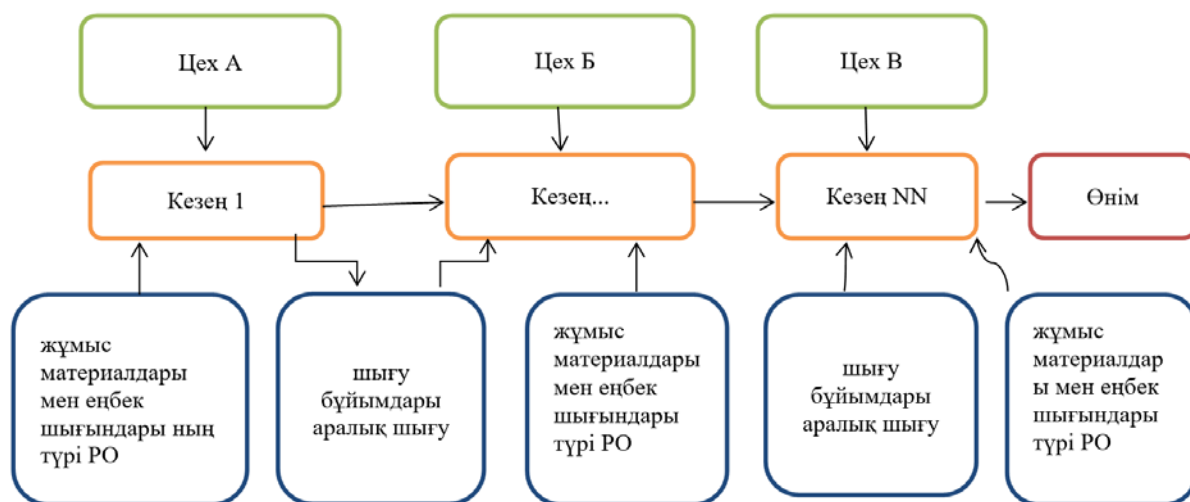 Цех А
Цех Б
Цех В
Кезең 1
Кезең...
Кезең NN
Өнім
жұмыс
материалдары
мен еңбек
шығындары ның
түрі РО
шығу
бұйымдары
аралық шығу
жұмыс
материалдары
мен еңбек
шығындары
түрі РО
шығу
бұйымдары
аралық шығу
жұмыс
материалдар
ы мен еңбек
шығындары
түрі РО